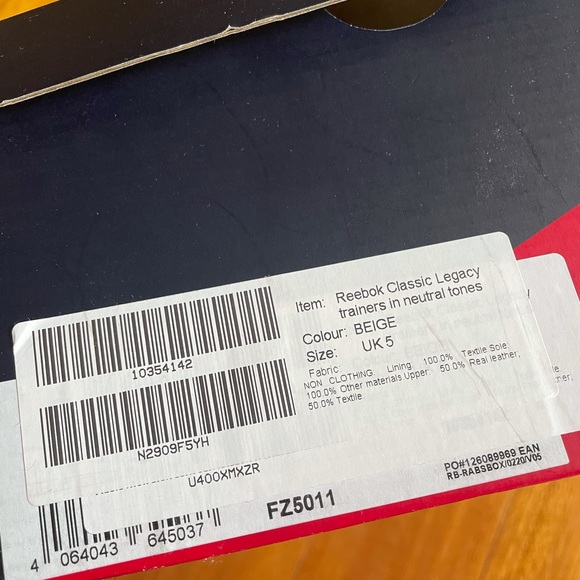 Item: Reebok Classic Legacy
trainers in neutral tones
Colour: BEIGE
Size: UK 5
Fabric
NON CLOTHING Lining 100.0% Textile Sole
100.0% Other materials Upper: 50.0% Real leather,
50.0% Textile
10354142
N2909F5YH
U400XMXZR
PO#126089969 EAN
RB-RABSBOX/0220/V05
FZ5011
4 064043 645037